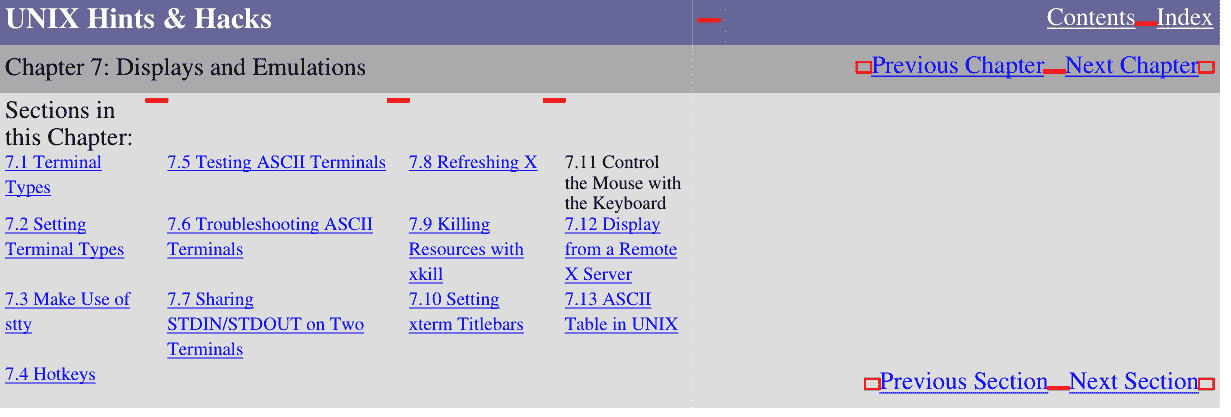 UNIX Hints & Hacks
Contents Index
Chapter 7: Displays and Emulations
Previous Chapter Next Chapter
Sections in
this Chapter:
7.1 Terminal
Types
7.5 Testing ASCII Terminals
7.8 Refreshing X
7.11 Control
the Mouse with
the Keyboard
7.2 Setting
Terminal Types
7.6 Troubleshooting ASCII
Terminals
7.9 Killing
Resources with
xkill
7.12 Display
from a Remote
X Server
7.3 Make Use of
stty
7.7 Sharing
STDIN/STDOUT on Two
Terminals
7.10 Setting
xterm Titlebars
7.13 ASCII
Table in UNIX
7.4 Hotkeys
Previous Section Next Section